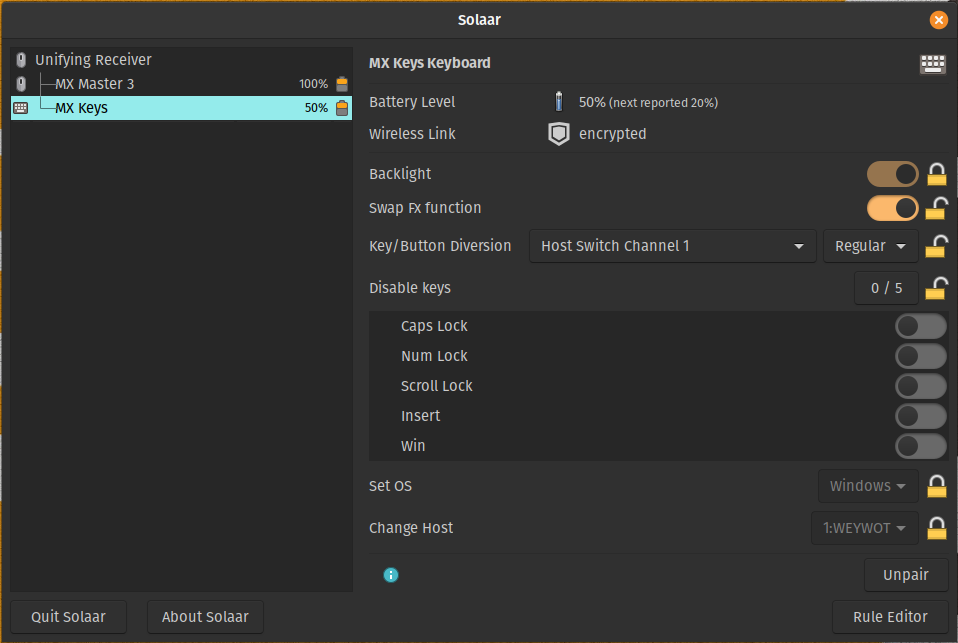 Solaar
Unifying Receiver
MX Master 3 100%
MX Keys 50%
MX Keys Keyboard
Battery Level 50% (next reported 20%)
Wireless Link encrypted
Backlight
Swap FX function
Key/Button Diversion Host Switch Channel 1 Regular
Disable keys 0 / 5
Caps Lock
Num Lock
Scroll Lock
Insert
Win
Set OS Windows
Change Host 1:WEYWOT
Unpair
Quit Solaar About Solaar Rule Editor